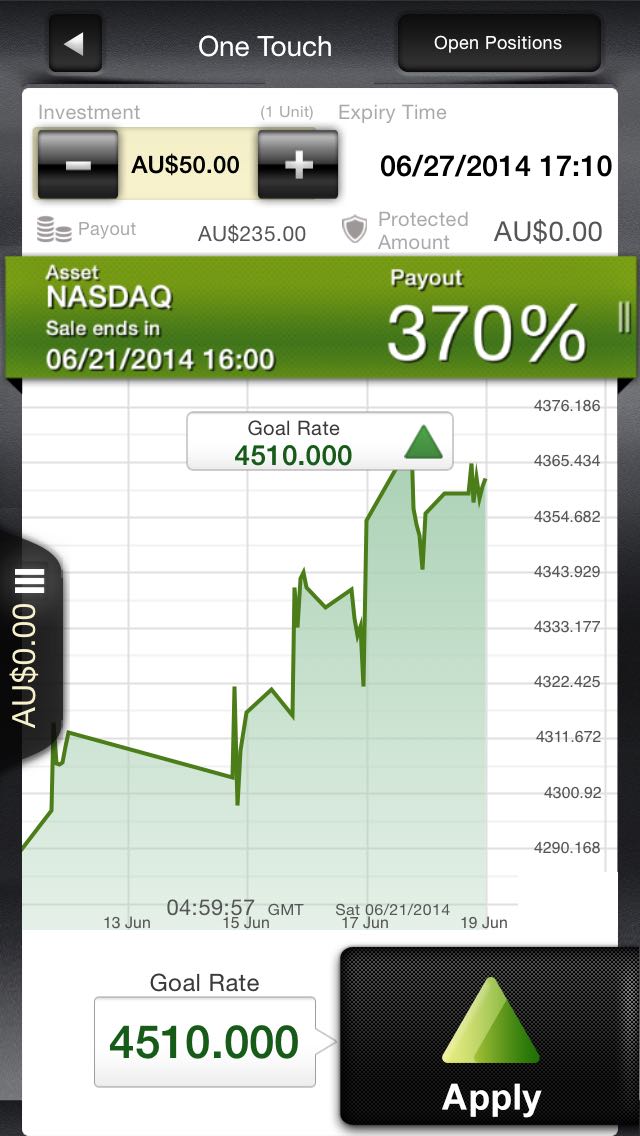 One Touch
Open Positions
Investment (1 Unit) Expiry Time
AU$50.00 06/27/2014 17:10
Payout AU$235.00 Protected Amount AU$0.00
Asset
NASDAQ
Sale ends in
06/21/2014 16:00
Payout
370%
Goal Rate
4510.000
4376.186
4365.434
4354.682
4343.929
4333.177
4322.425
4311.672
4300.92
4290.168
AU$0.00
04:59:57 GMT Sat 06/21/2014
13 Jun 15 Jun 17 Jun 19 Jun
Goal Rate
4510.000
Apply